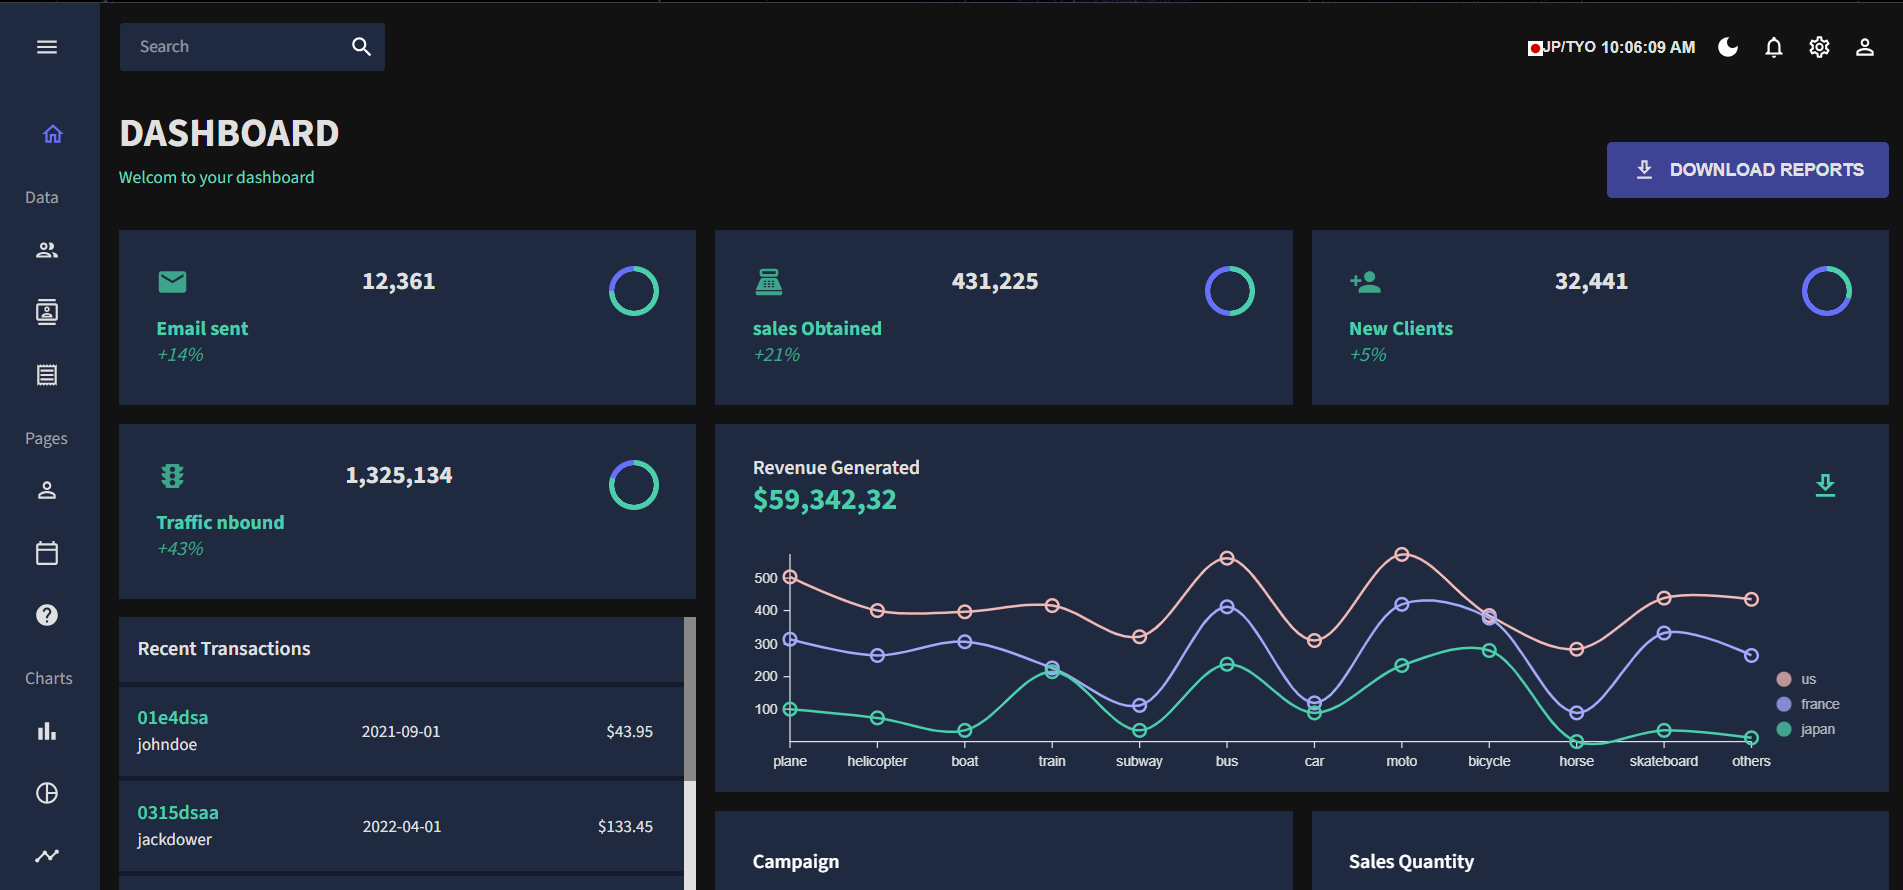 Search
JP/TYO 10:06:09 AM
DASHBOARD
Welcom to your dashboard
DOWNLOAD REPORTS
Data
Pages
Charts
12,361
Email sent
+14%
431,225
sales Obtained
+21%
32,441
New Clients
+5%
1,325,134
Traffic nbound
+43%
Revenue Generated
$59,342,32
500
400
300
200
100
plane helicopter boat train subway bus car moto bicycle horse skateboard others
us
france
japan
Recent Transactions
01e4dsa
johndoe
2021-09-01
$43.95
0315dsaa
jackdower
2022-04-01
$133.45
Campaign
Sales Quantity